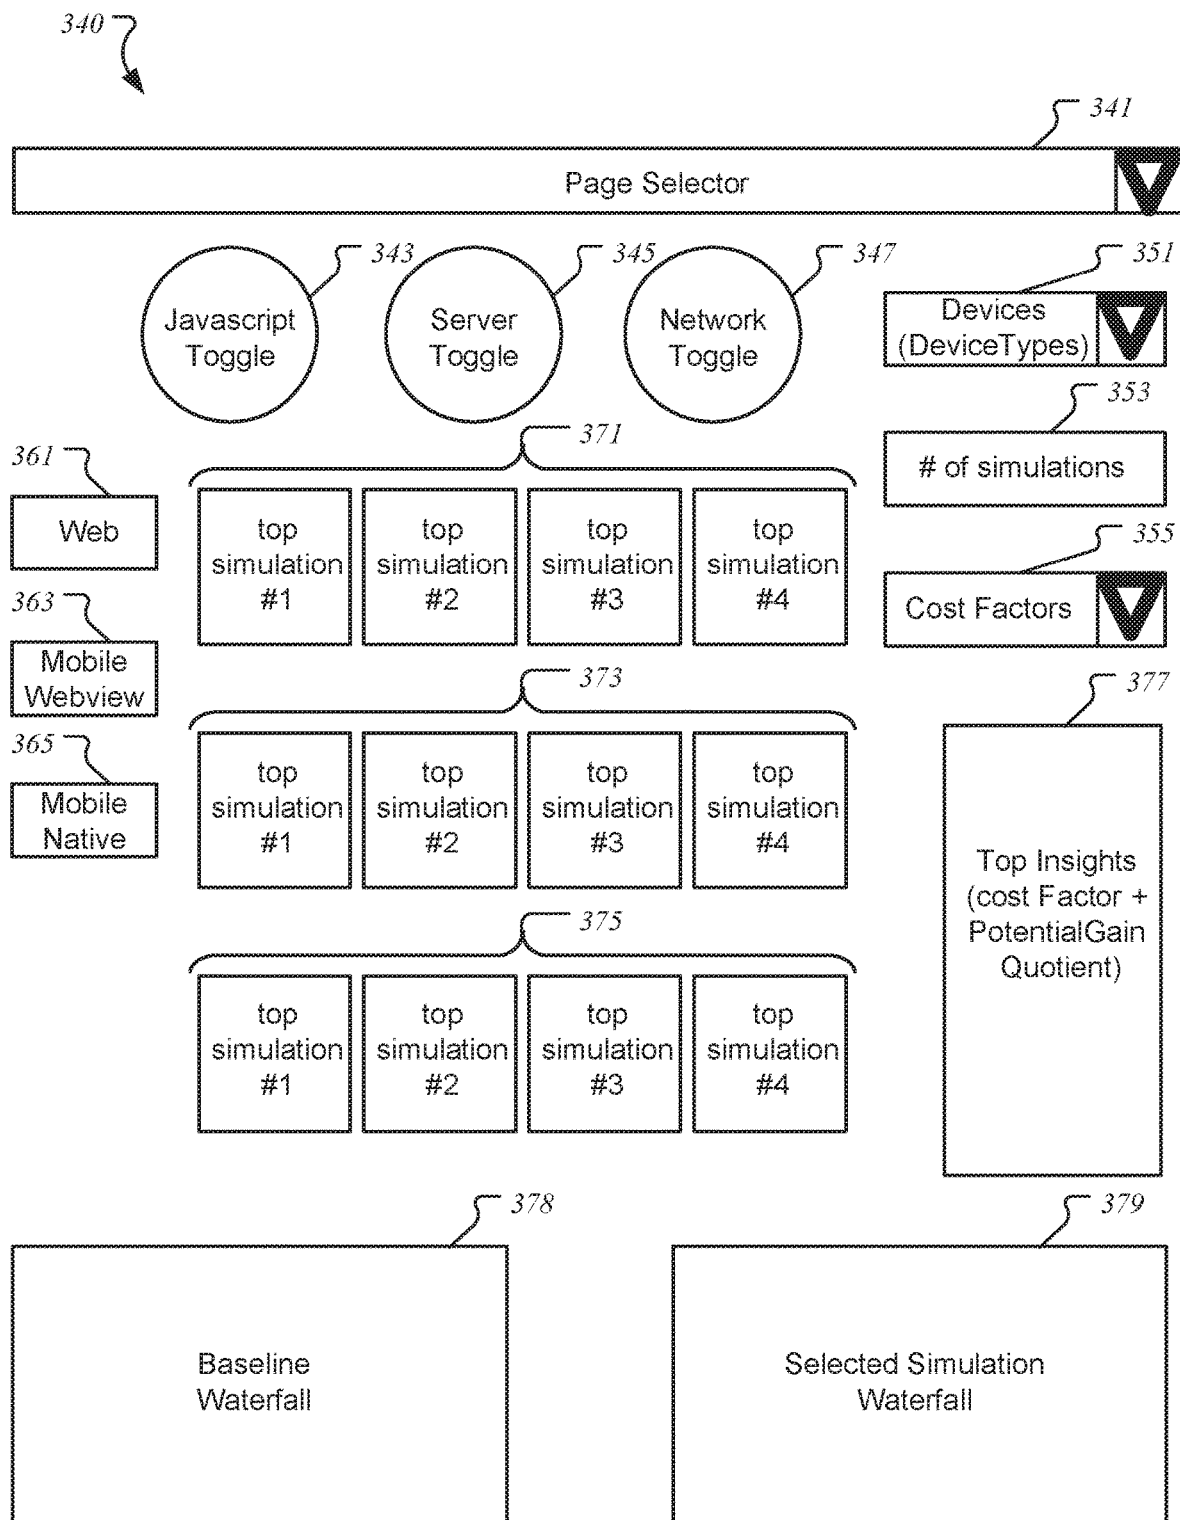 340
341
Page Selector
343
345
347
351
Javascript
Toggle
Server
Toggle
Network
Toggle
Devices
(DeviceTypes)
353
# of simulations
355
Cost Factors
361
Web
363
Mobile
Webview
365
Mobile
Native
371
top
simulation
#1
top
simulation
#2
top
simulation
#3
top
simulation
#4
373
top
simulation
#1
top
simulation
#2
top
simulation
#3
top
simulation
#4
375
top
simulation
#1
top
simulation
#2
top
simulation
#3
top
simulation
#4
377
Top Insights
(cost Factor +
PotentialGain
Quotient)
378
Baseline
Waterfall
379
Selected Simulation
Waterfall